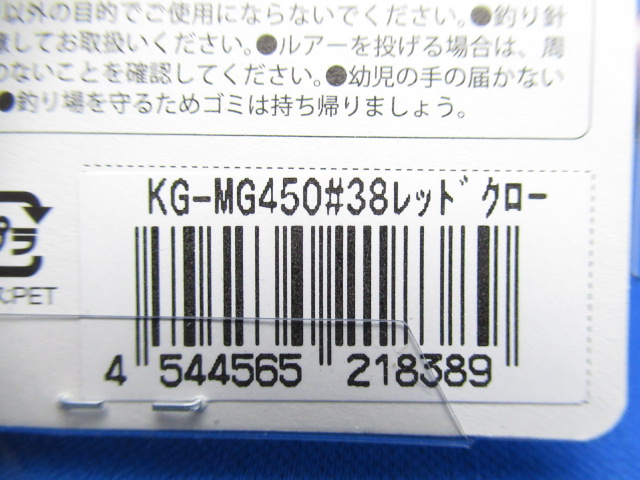 以外の目的でご使用にならないでください。●釣り針
してお取扱いください。●ルアーを投げる場合は、周
のないことを確認してください。●幼児の手の届かない
●釣り場を守るためゴミは持ち帰りましょう。
KG-MG450#38レッドクロー
プラ
PET
4 544565 218389